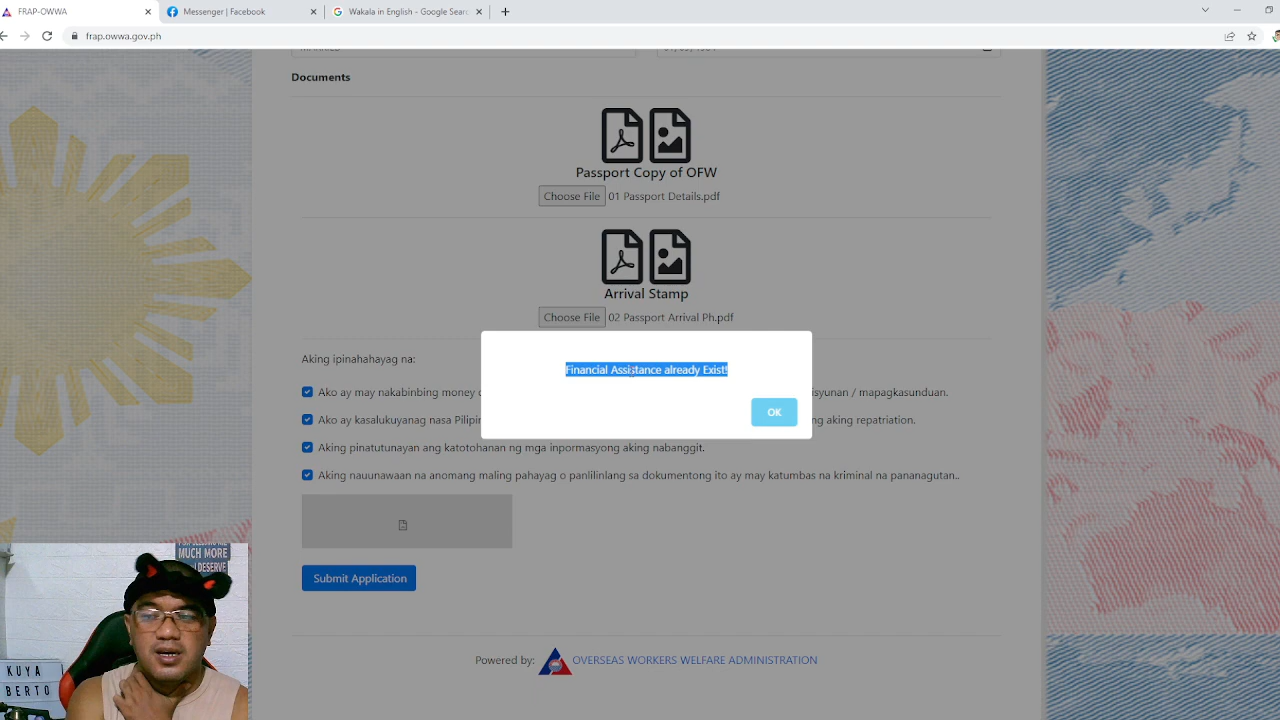 FRAP-OWWA
Messenger | Facebook
Wakala in English - Google Sear
frap.owwa.gov.ph
MARRIED
Documents
Passport Copy of OFW
Choose File 01 Passport Details.pdf
Arrival Stamp
Choose File 02 Passport Arrival Ph.pdf
Aking ipinahahayag na:
Financial Assistance already Exist!
Ako ay may nakabinbing money isyunan / mapagkasunduan.
OK
Ako ay kasalukuyanag nasa Pilipin ng aking repatriation.
Aking pinatutunayan ang katotohanan ng mga inpormasyong aking nabanggit.
Aking nauunawaan na anomang maling pahayag o panlilinlang sa dokumentong ito ay may katumbas na kriminal na pananagutan..
Submit Application
Powered by: OVERSEAS WORKERS WELFARE ADMINISTRATION
MUCH MORE
I DESERVE
KUYA
BERTO